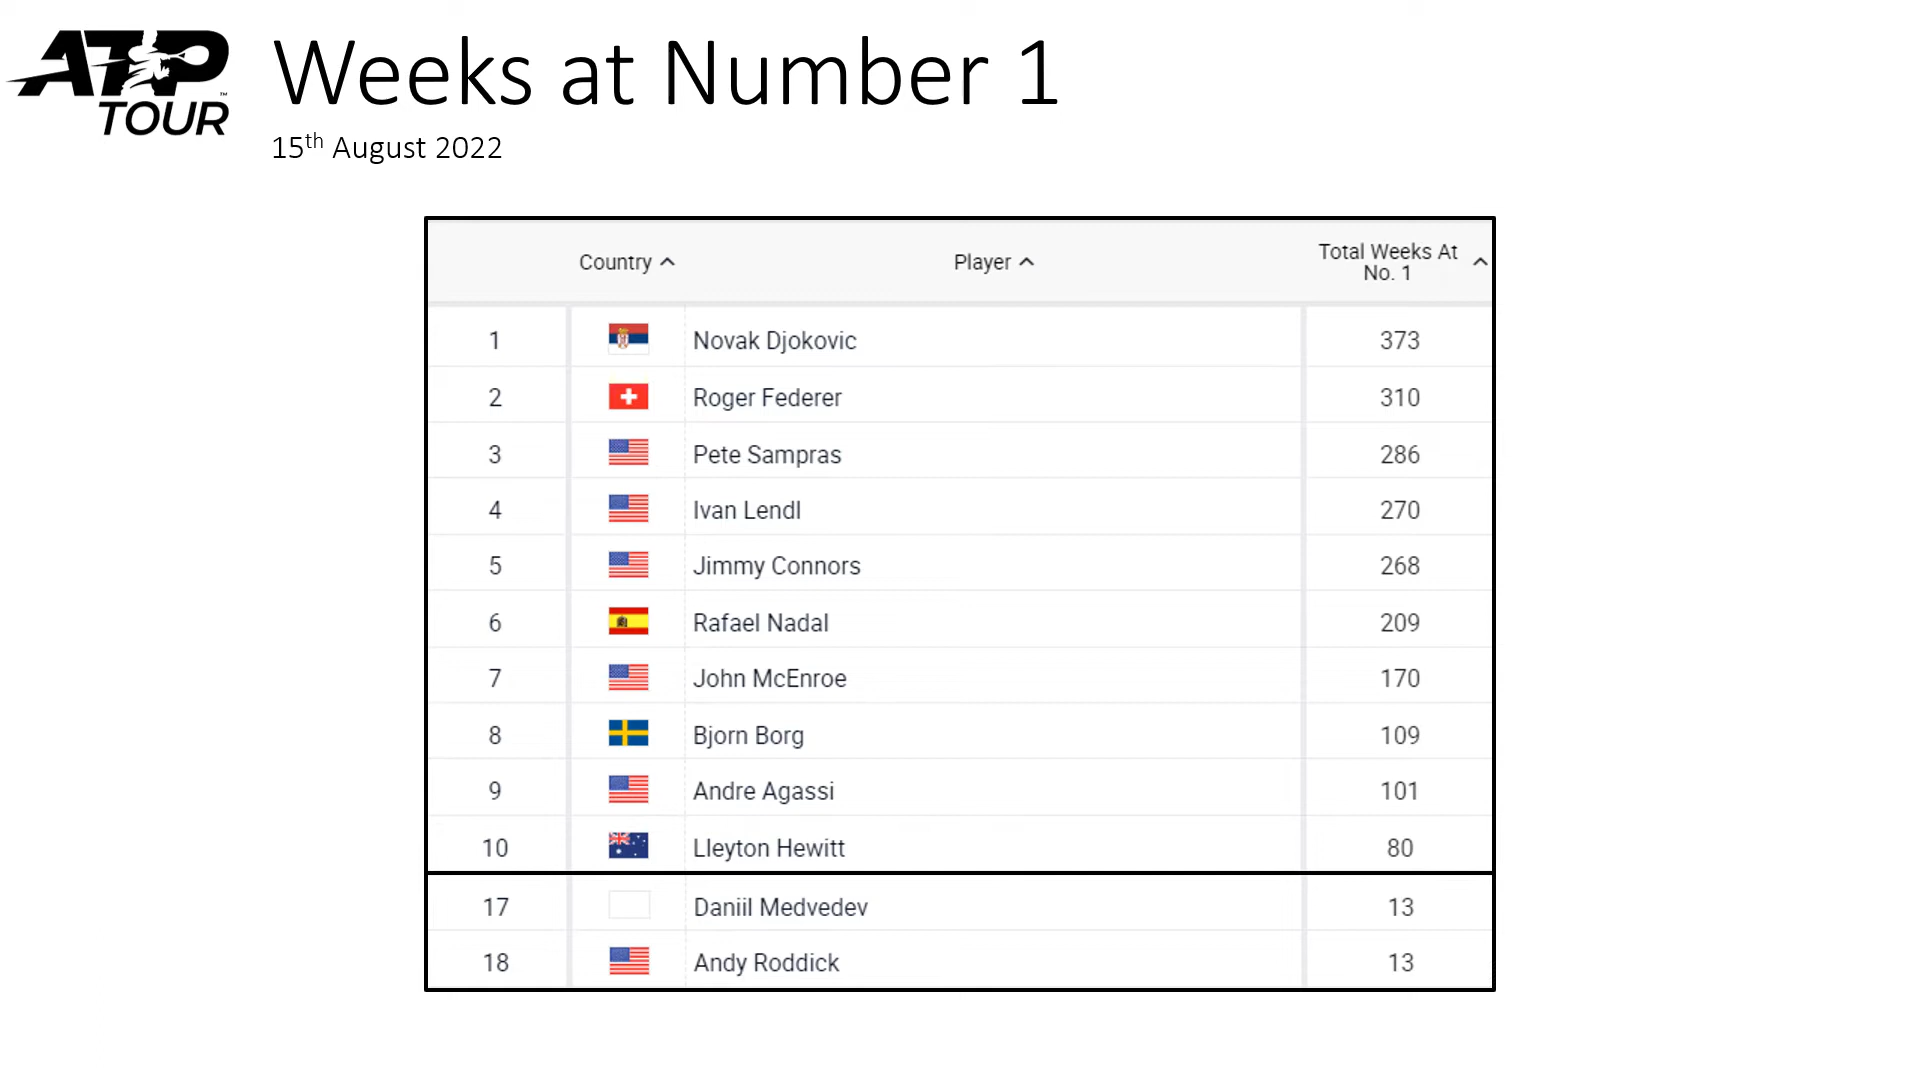 ATP
TOUR
™
Weeks at Number 1
15th August 2022
Country Player Total Weeks At No. 1
1 Novak Djokovic 373
2 Roger Federer 310
3 Pete Sampras 286
4 Ivan Lendl 270
5 Jimmy Connors 268
6 Rafael Nadal 209
7 John McEnroe 170
8 Bjorn Borg 109
9 Andre Agassi 101
10 Lleyton Hewitt 80
17 Daniil Medvedev 13
18 Andy Roddick 13